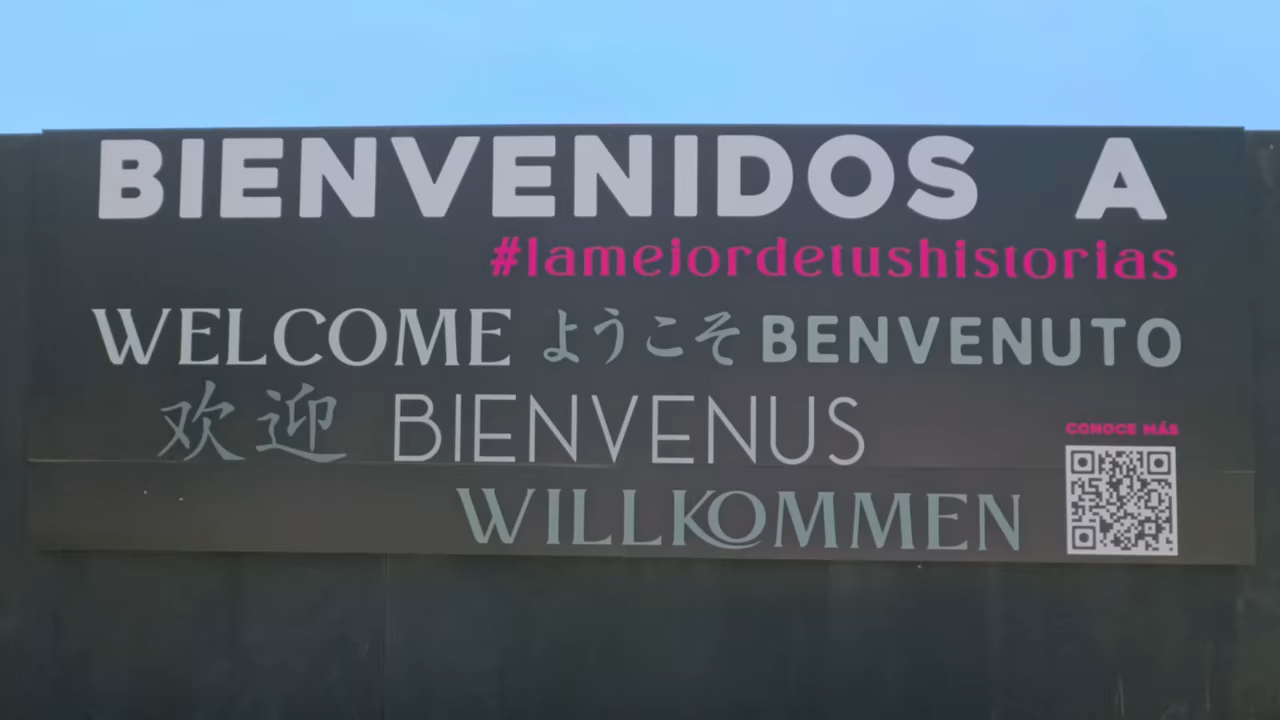 BIENVENIDOS A
#lamejordetushistorias
WELCOME ようこそ BENVENUTO
欢迎 BIENVENUS
CONOCE MÁS
WILLKOMMEN